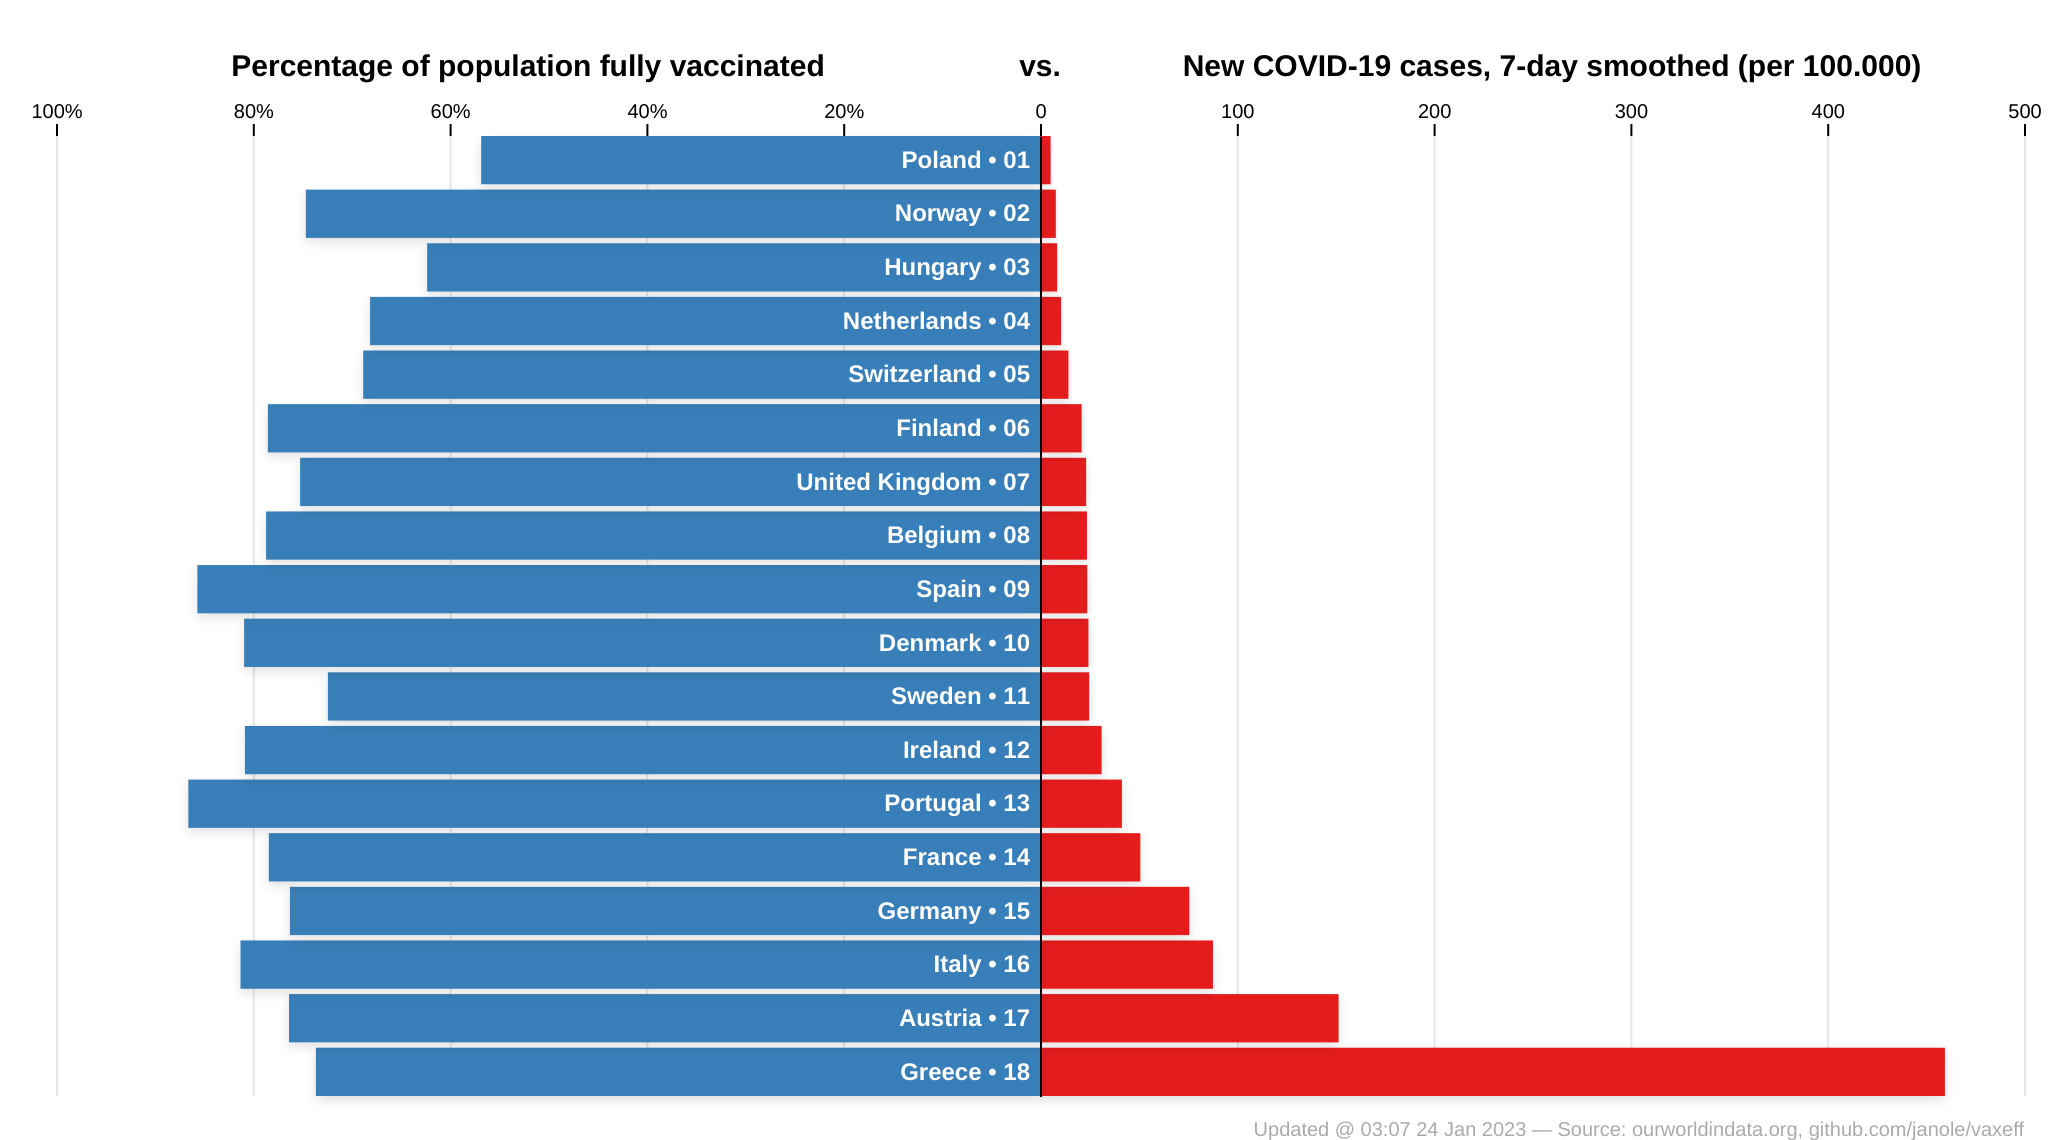 Percentage of population fully vaccinated vs. New COVID-19 cases, 7-day smoothed (per 100.000)
100% 80% 60% 40% 20% 0 100 200 300 400 500
Poland • 01
Norway • 02
Hungary • 03
Netherlands • 04
Switzerland • 05
Finland • 06
United Kingdom • 07
Belgium • 08
Spain • 09
Denmark • 10
Sweden • 11
Ireland • 12
Portugal • 13
France • 14
Germany • 15
Italy • 16
Austria • 17
Greece • 18
Updated @ 03:07 24 Jan 2023 — Source: ourworldindata.org, github.com/janole/vaxeff